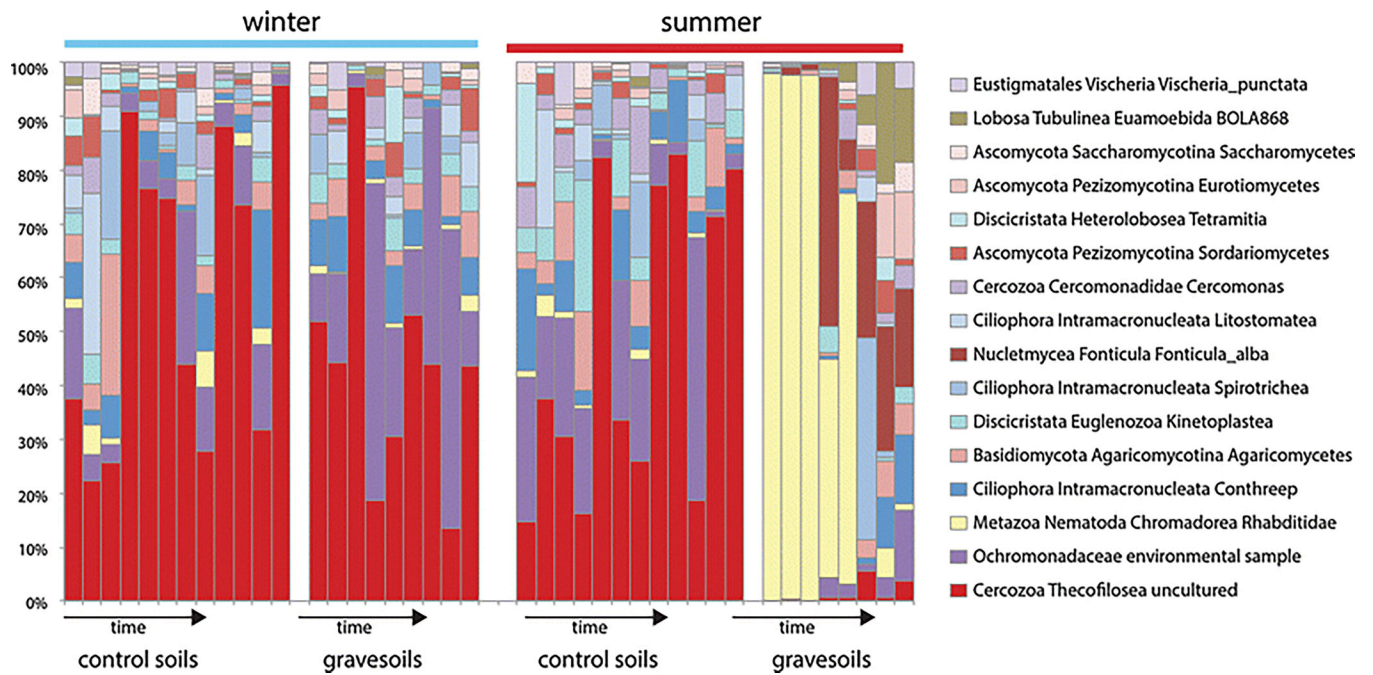 winter
summer
100%
90%
80%
70%
60%
50%
40%
30%
20%
10%
0%
time
time
time
time
control soils
gravesoils
control soils
gravesoils
Eustigmatales Vischeria Vischeria_punctata
Lobosa Tubulinea Euamoebida BOLA868
Ascomycota Saccharomycotina Saccharomycetes
Ascomycota Pezizomycotina Eurotiomycetes
Discicristata Heterolobosea Tetramitia
Ascomycota Pezizomycotina Sordariomycetes
Cercozoa Cercomonadidae Cercomonas
Ciliophora Intramacronucleata Litostomatea
Nucletmycea Fonticula Fonticula_alba
Ciliophora Intramacronucleata Spirotrichea
Discicristata Euglenozoa Kinetoplastea
Basidiomycota Agaricomycotina Agaricomycetes
Ciliophora Intramacronucleata Conthreep
Metazoa Nematoda Chromadorea Rhabditidae
Ochromonadaceae environmental sample
Cercozoa Thecofilosea uncultured